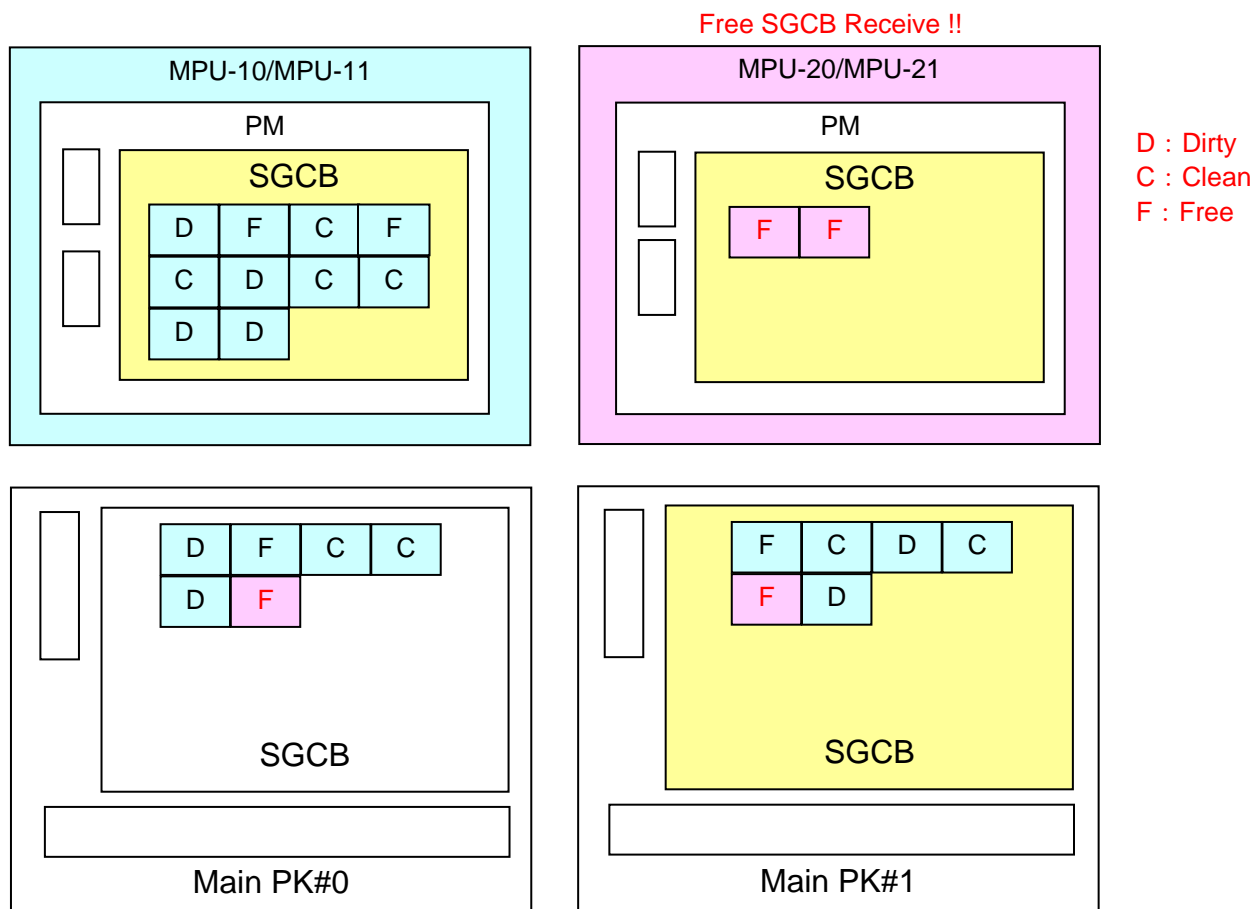 Free SGCB Receive !!
MPU-10/MPU-11
PM
SGCB
D F C F
C D C C
D D
MPU-20/MPU-21
PM
SGCB
F F
D : Dirty
C : Clean
F : Free
D F C C
D F
SGCB
Main PK#0
F C D C
F D
SGCB
Main PK#1